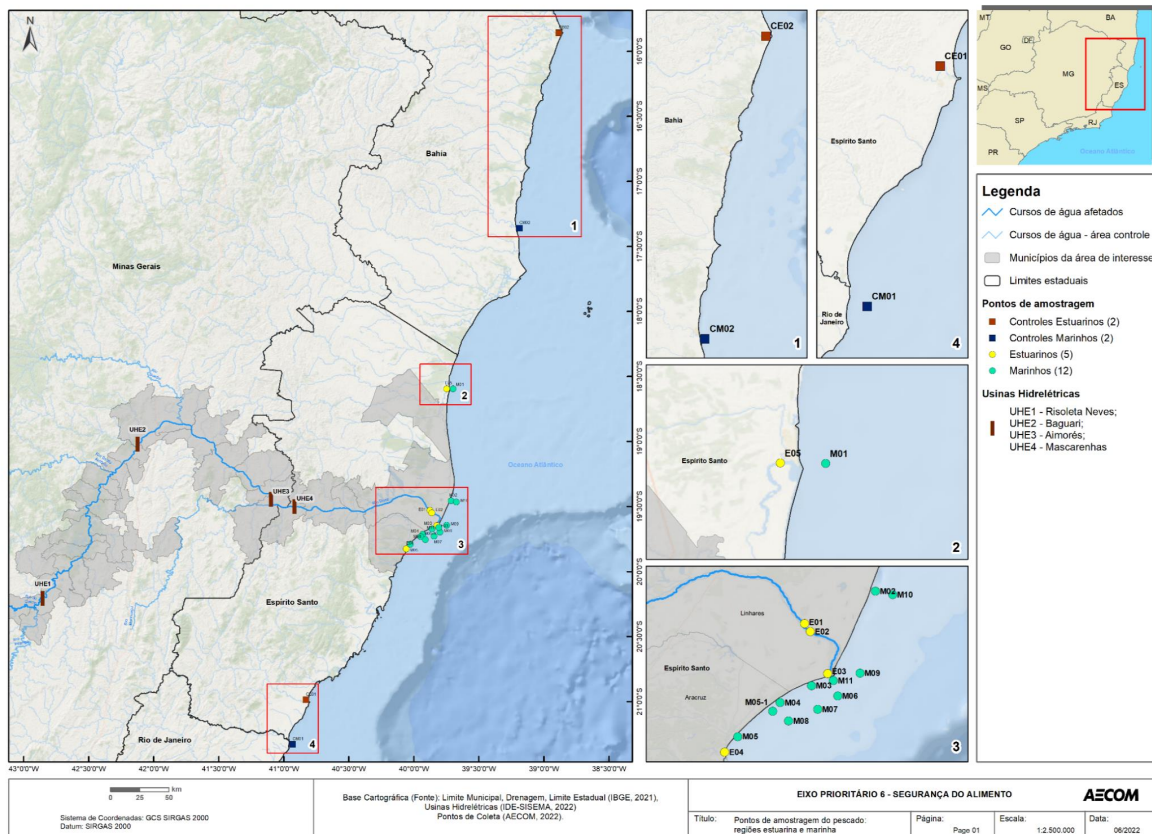 N
Minas Gerais
Bahia
Espírito Santo
Rio de Janeiro
Oceano Atlântico
UHE1
UHE2
UHE3
UHE4
CM02
1
2
3
4
16°0'0"S
16°30'0"S
17°0'0"S
17°30'0"S
18°0'0"S
18°30'0"S
19°0'0"S
19°30'0"S
20°0'0"S
20°30'0"S
21°0'0"S
43°0'0"W
42°30'0"W
42°0'0"W
41°30'0"W
41°0'0"W
40°30'0"W
40°0'0"W
39°30'0"W
39°0'0"W
38°30'0"W
CE02
Bahia
CM02
1
CE01
Espírito Santo
CM01
Rio de
Janeiro
4
Espírito Santo
E05
M01
2
Linhares
Espírito Santo
Aracruz
M02
M10
E01
E02
E03
M11
M09
M03
M06
M05-1
M04
M07
M08
M05
E04
3
MT
BA
GO
DF
MG
MS
ES
SP
RJ
PR
Oceano Atlântico
Legenda
Cursos de água afetados
Cursos de água - área controle
Municípios da área de interesse
Limites estaduais
Pontos de amostragem
Controles Estuarinos (2)
Controles Marinhos (2)
Estuarinos (5)
Marinhos (12)
Usinas Hidrelétricas
UHE1 - Risoleta Neves;
UHE2 - Baguari;
UHE3 - Aimorés;
UHE4 - Mascarenhas
0 25 50 km
Sistema de Coordenadas: GCS SIRGAS 2000
Datum: SIRGAS 2000
Base Cartográfica (Fonte): Limite Municipal, Drenagem, Limite Estadual (IBGE, 2021),
Usinas Hidrelétricas (IDE-SISEMA, 2022)
Pontos de Coleta (AECOM, 2022).
EIXO PRIORITÁRIO 6 - SEGURANÇA DO ALIMENTO
AECOM
Título: Pontos de amostragem do pescado:
regiões estuarina e marinha
Página:
Page 01
Escala:
1:2.500.000
Data:
06/2022